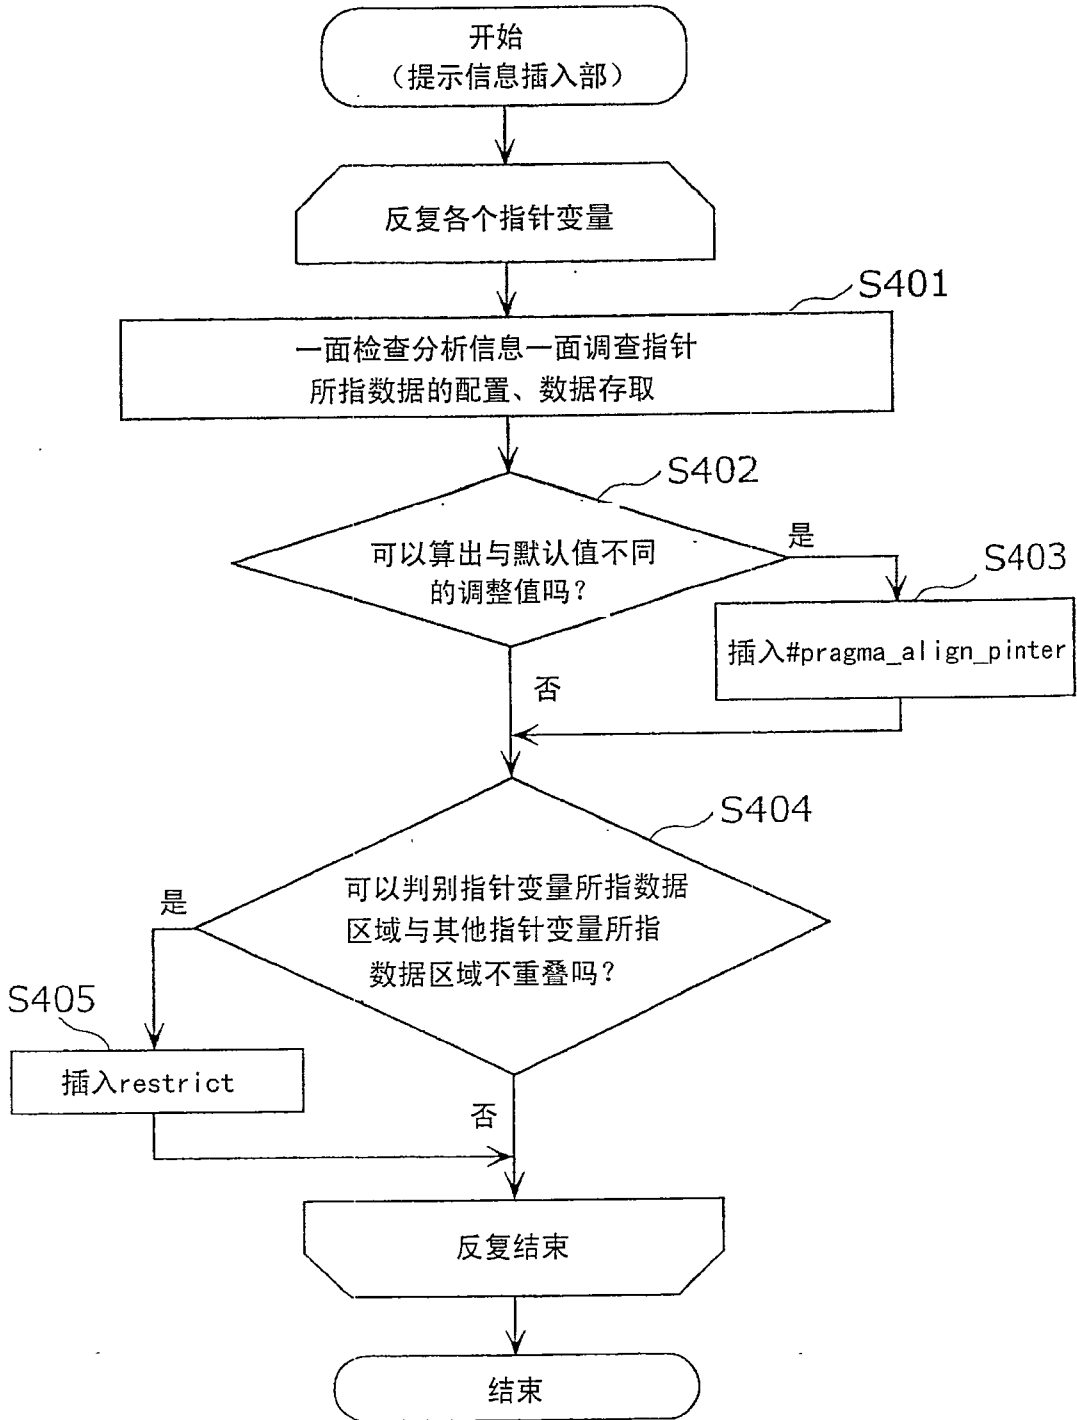 开始
（提示信息插入部）
反复各个指针变量
S401
一面检查分析信息一面调查指针
所指数据的配置、数据存取
S402
可以算出与默认值不同
的调整值吗？
是
S403
插入#pragma_align_pinter
否
S404
可以判别指针变量所指数据
区域与其他指针变量所指
数据区域不重叠吗？
是
S405
插入restrict
否
反复结束
结束